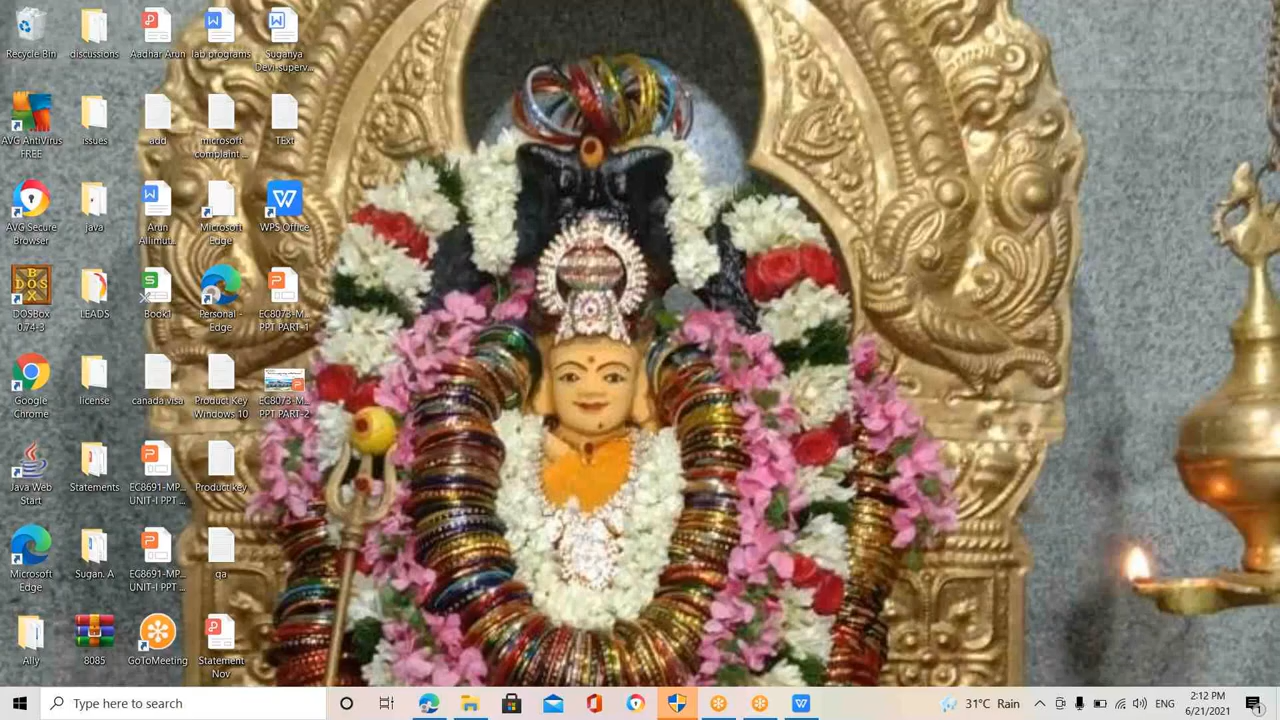 Recycle Bin
discussions
Aadhar Arun
lab programs
Suganya
Devi-superv...
AVG AntiVirus
FREE
issues
add
microsoft
complaint ...
TExt
AVG Secure
Browser
java
Arun
Allimut...
Microsoft
Edge
WPS Office
DOSBox
0.74-3
LEADS
Book1
Personal -
Edge
EC8073-M...
PPT PART-1
Google
Chrome
license
canada visa
Product Key
Windows 10
EC8073-M...
PPT PART-2
Java Web
Start
Statements
EC8691-MP...
UNIT-I PPT ...
Product key
Microsoft
Edge
Sugan. A
EC8691-MP...
UNIT-I PPT ...
qa
Ally
8085
GoToMeeting
Statement
Nov
Type here to search
31°C Rain
ENG
2:12 PM
6/21/2021
1